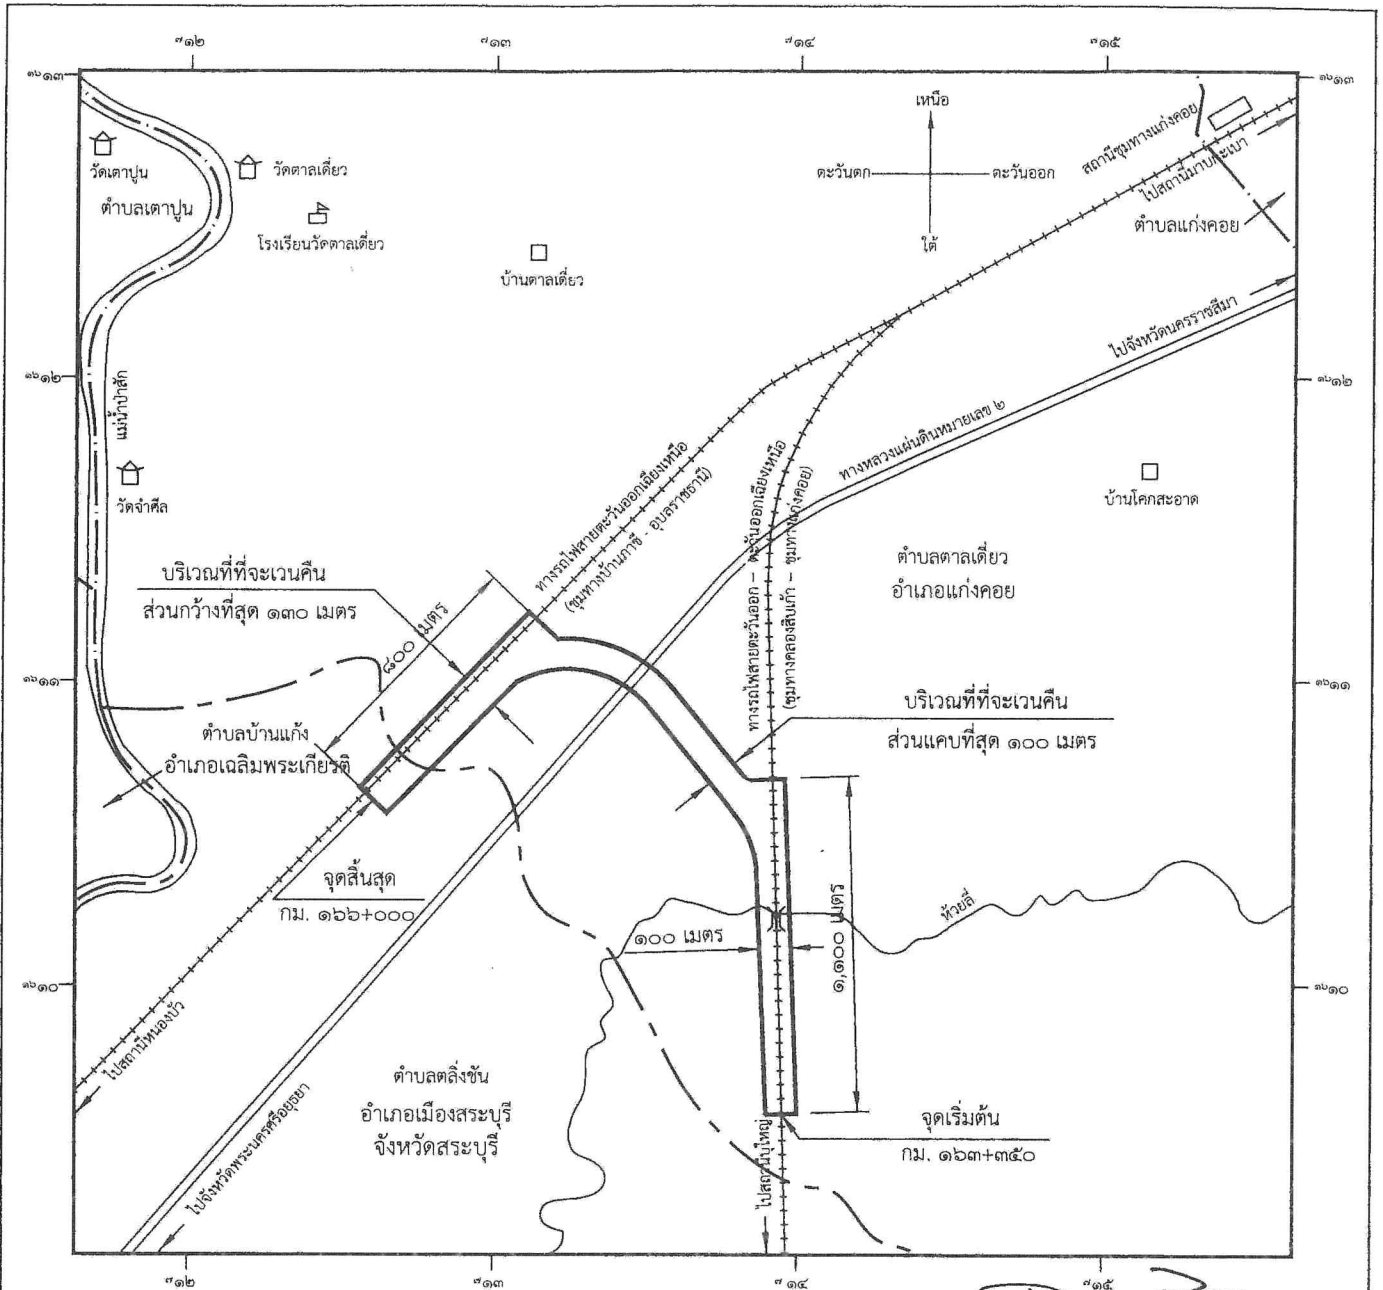 ๗๑๒
๗๑๓
๗๑๔
๗๑๕
๑๖๑๓
๑๖๑๓
เหนือ
ตะวันตก
ตะวันออก
ใต้
สถานีชุมทางแก่งคอย
ไปสถานีมาบกะเบา
ตำบลแก่งคอย
วัดเตาปูน
ตำบลเตาปูน
วัดตาลเดี่ยว
โรงเรียนวัดตาลเดี่ยว
บ้านตาลเดี่ยว
ไปจังหวัดนครราชสีมา
๑๖๑๒
๑๖๑๒
แม่น้ำป่าสัก
วัดจำศีล
ทางรถไฟสายตะวันออกเฉียงเหนือ
(ชุมทางบ้านภาชี - อุบลราชธานี)
ทางรถไฟสายตะวันออก - ตะวันออกเฉียงเหนือ
(ชุมทางคลองสิบเก้า - ชุมทางแก่งคอย)
ทางหลวงแผ่นดินหมายเลข ๒
บ้านโคกสะอาด
ตำบลตาลเดี่ยว
อำเภอแก่งคอย
บริเวณที่ที่จะเวนคืน
ส่วนกว้างที่สุด ๑๓๐ เมตร
๘๐๐ เมตร
๑๖๑๑
๑๖๑๑
บริเวณที่ที่จะเวนคืน
ส่วนแคบที่สุด ๑๐๐ เมตร
ตำบลบ้านแก้ง
อำเภอเฉลิมพระเกียรติ
จุดสิ้นสุด
กม. ๑๖๖+๐๐๐
ห้วยลี่
๑๐๐ เมตร
๑,๑๐๐ เมตร
๑๖๑๐
๑๖๑๐
ไปสถานีหนองบัว
ไปจังหวัดพระนครศรีอยุธยา
ตำบลตลิ่งชัน
อำเภอเมืองสระบุรี
จังหวัดสระบุรี
ไปสถานีบุใหญ่
จุดเริ่มต้น
กม. ๑๖๓+๓๕๐
๗๑๒
๗๑๓
๗๑๔
๗๑๕